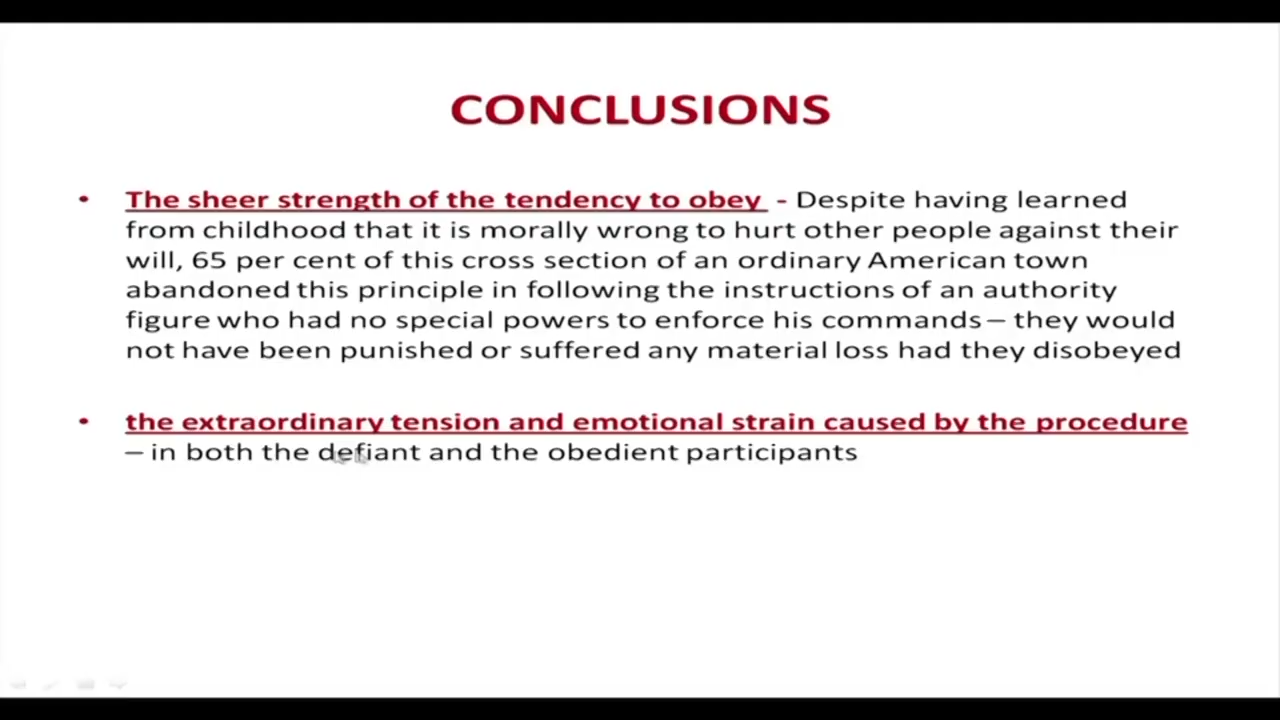 CONCLUSIONS
• The sheer strength of the tendency to obey - Despite having learned
from childhood that it is morally wrong to hurt other people against their
will, 65 per cent of this cross section of an ordinary American town
abandoned this principle in following the instructions of an authority
figure who had no special powers to enforce his commands – they would
not have been punished or suffered any material loss had they disobeyed
• the extraordinary tension and emotional strain caused by the procedure
– in both the defiant and the obedient participants